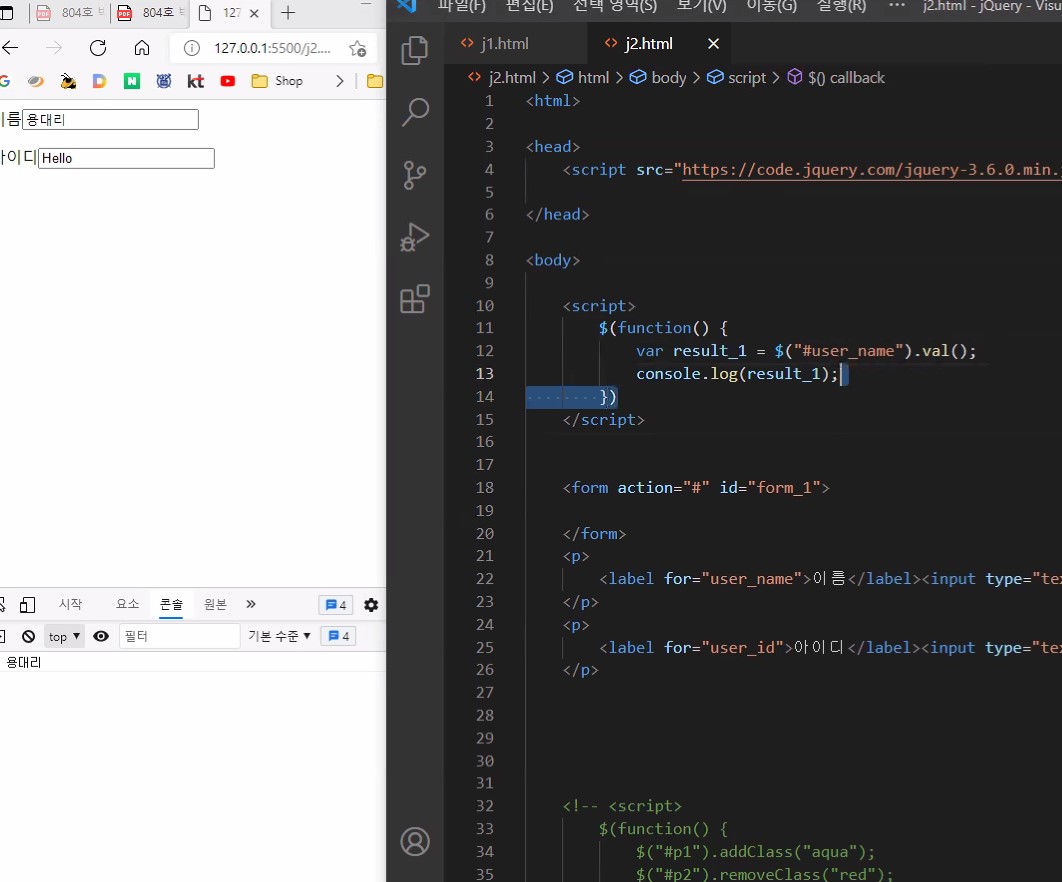 804호
804호
127
파일(F) 편집(E) 선택 영역(S) 보기(V) 이동(G) 실행(R) ··· j2.html - jQuery - Visu
127.0.0.1:5500/j2....
j1.html
j2.html
kt
Shop
j2.html > html > body > script > $() callback
이름 용대리
아이디 Hello
1 <html>
2
3 <head>
4 <script src="https://code.jquery.com/jquery-3.6.0.min.
5
6 </head>
7
8 <body>
9
10 <script>
11 $(function() {
12 var result_1 = $("#user_name").val();
13 console.log(result_1);
14 })
15 </script>
16
17
18 <form action="#" id="form_1">
19
20 </form>
21 <p>
22 <label for="user_name">이름</label><input type="te
23 </p>
24 <p>
25 <label for="user_id">아이디</label><input type="te
26 </p>
27
28
29
30
31
32 <!-- <script>
33 $(function() {
34 $("#p1").addClass("aqua");
35 $("#p2").removeClass("red");
시작 요소 콘솔 원본 » 4
top ▼ 필터 기본 수준 ▼ 4
용대리